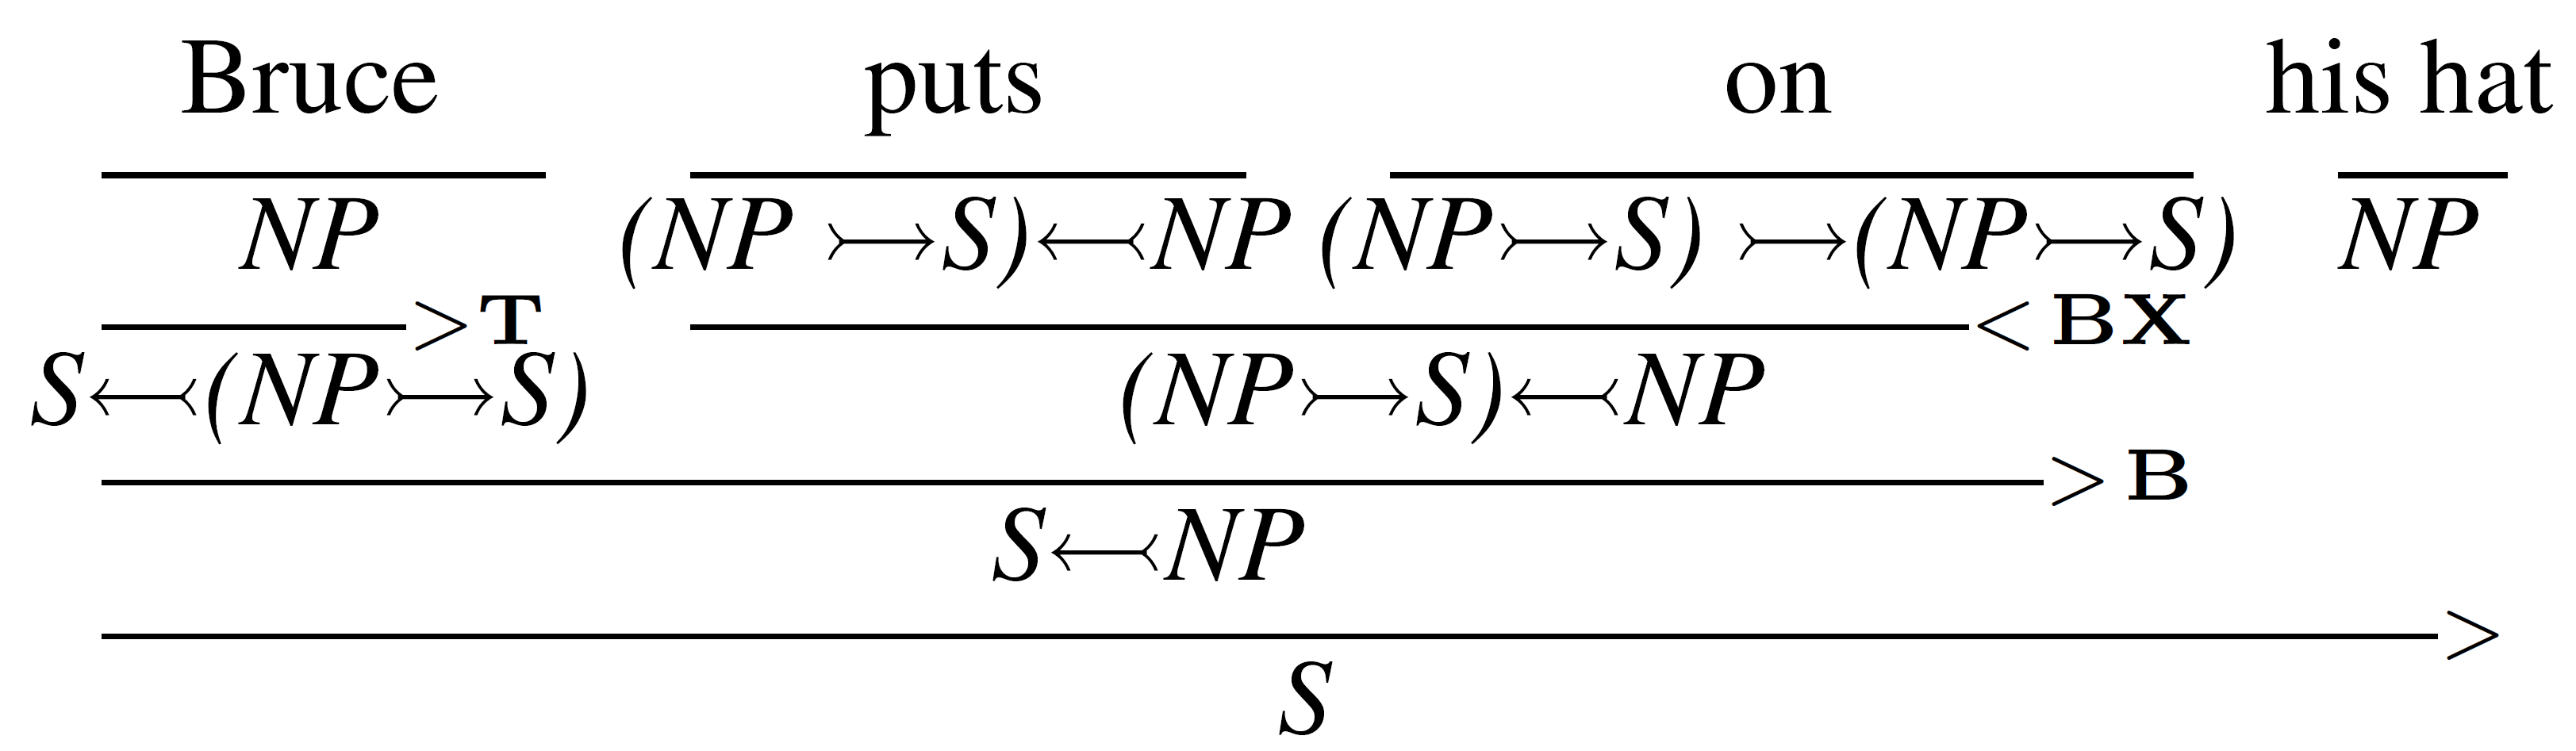 Bruce puts on his hat
NP (NP ↣S)↢NP (NP↣S) ↣(NP↣S) NP
>T <BX
S↢(NP↣S) (NP↣S)↢NP
>B
S↢NP
>
S